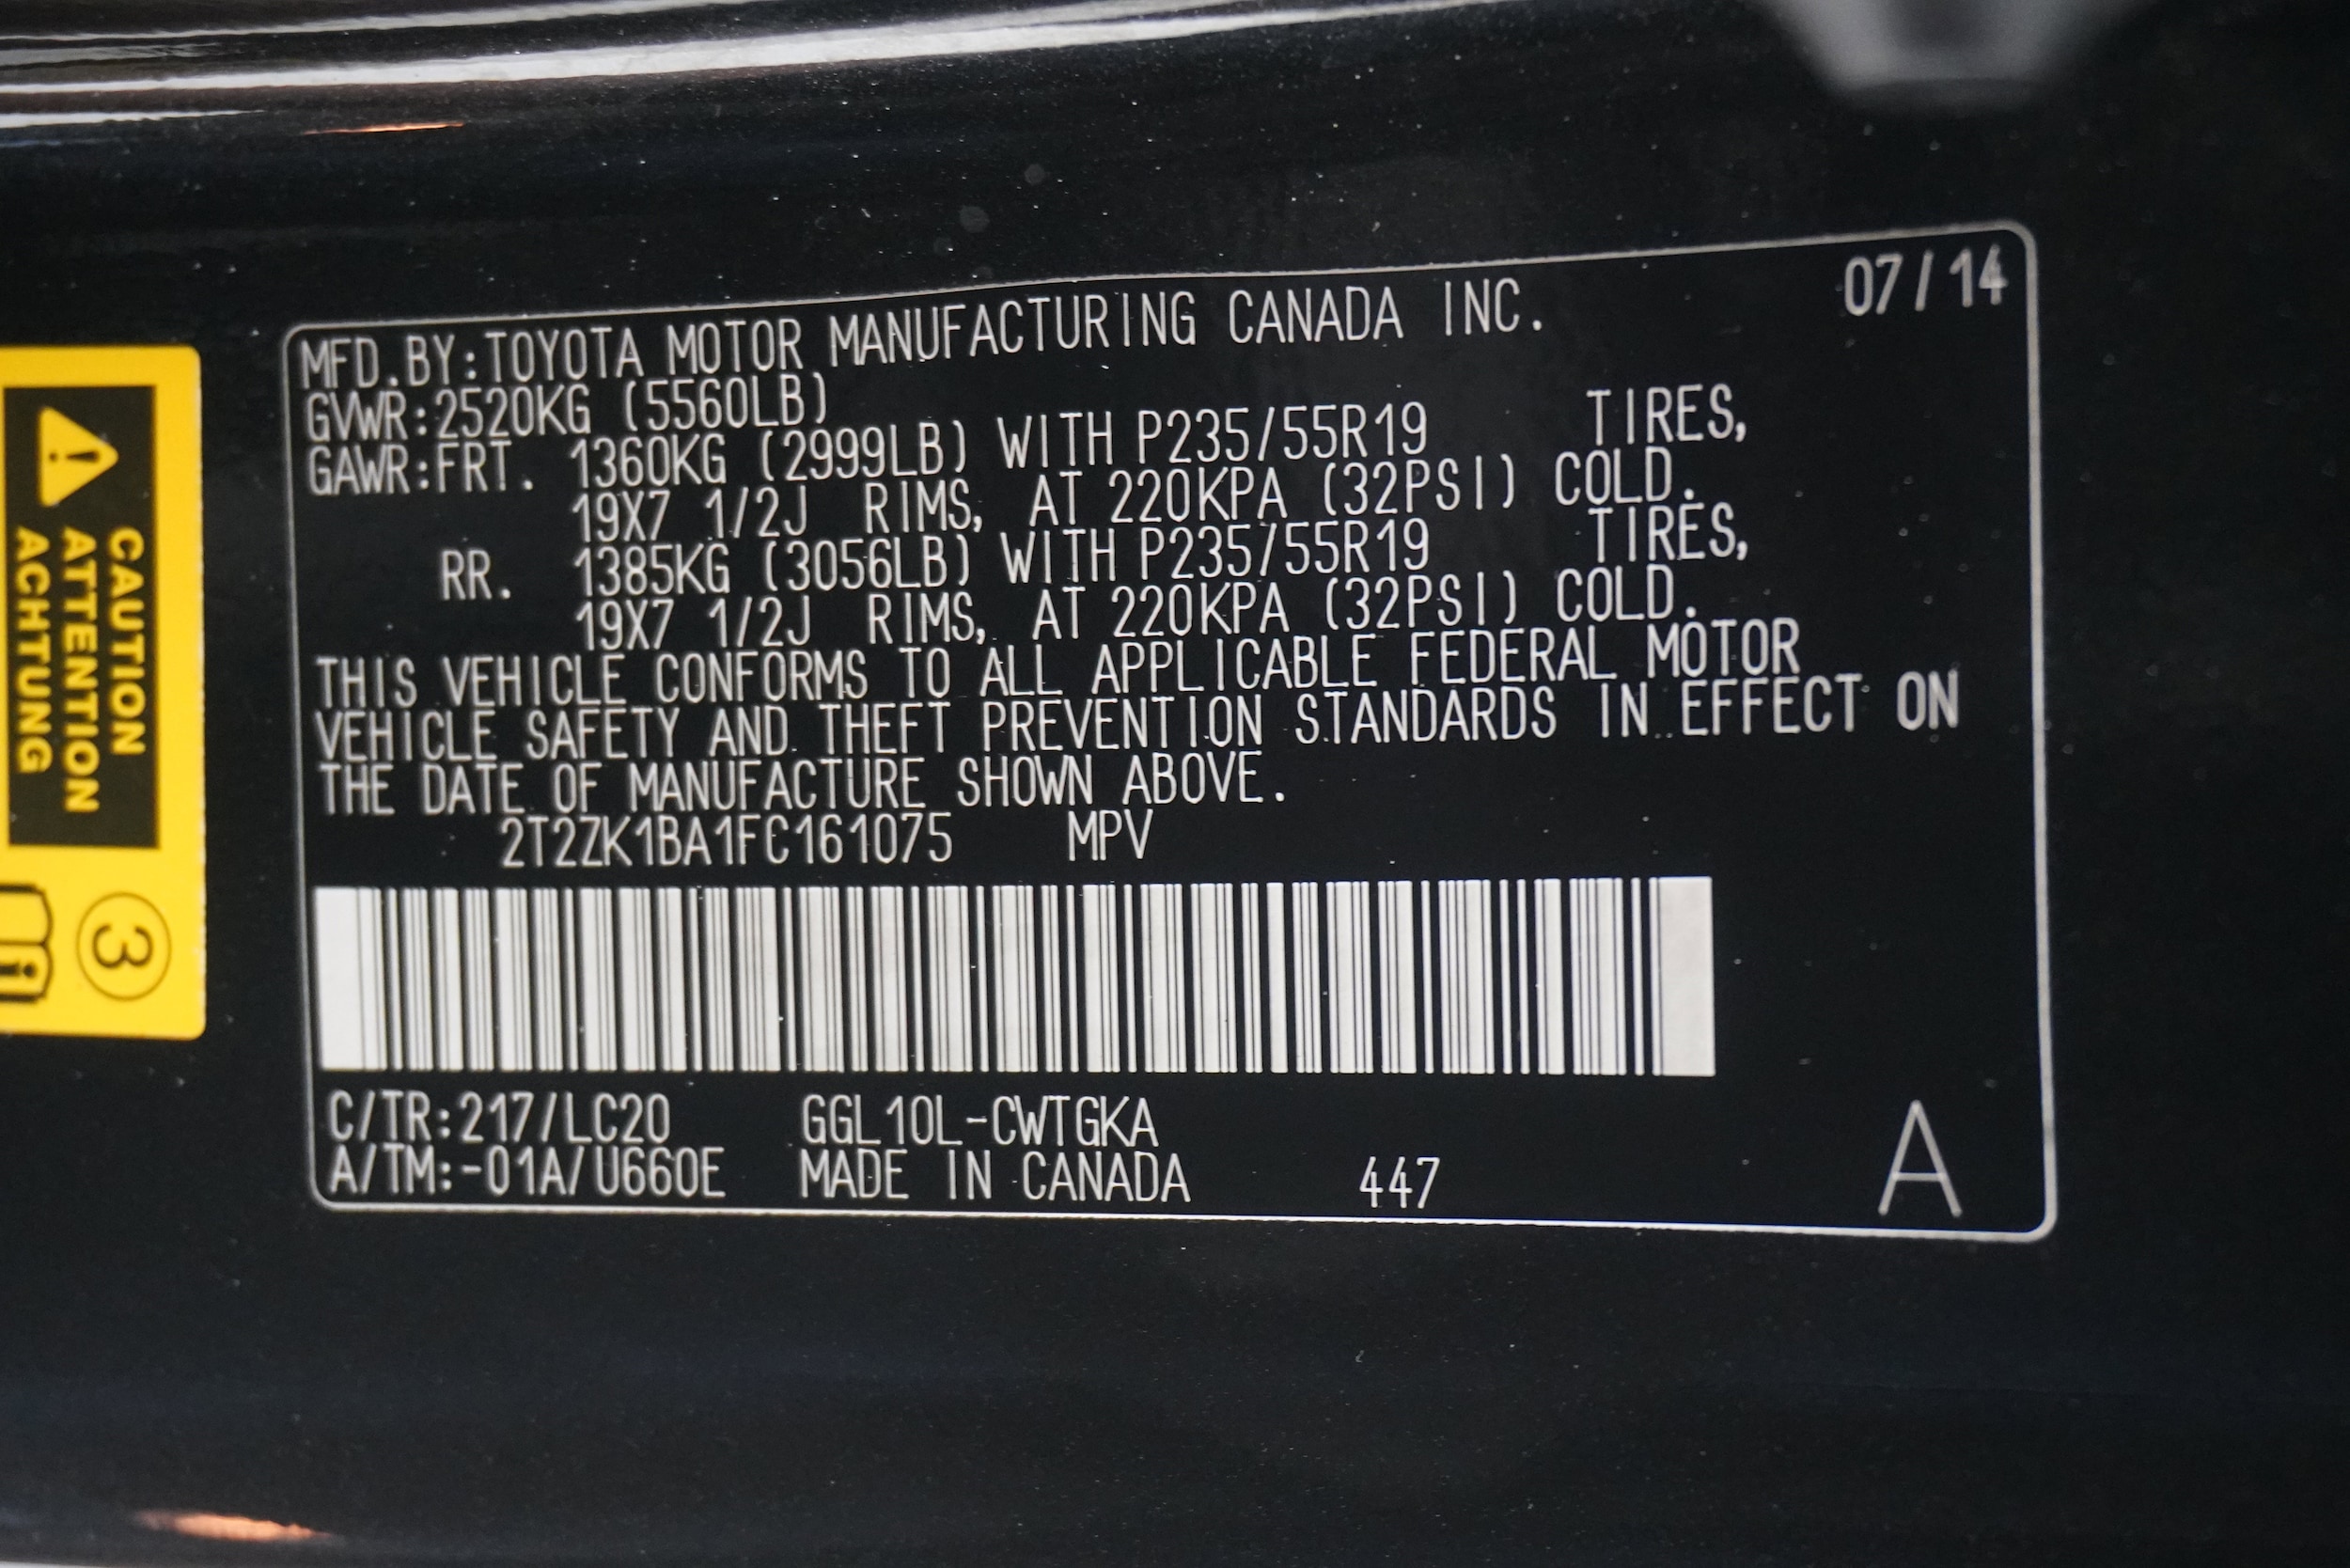 07/14
MFD.BY:TOYOTA MOTOR MANUFACTURING CANADA INC.
GVWR:2520KG (5560LB)
GAWR:FRT. 1360KG (2999LB) WITH P235/55R19 TIRES,
19X7 1/2J RIMS, AT 220KPA (32PSI) COLD.
RR. 1385KG (3056LB) WITH P235/55R19 TIRES,
19X7 1/2J RIMS, AT 220KPA (32PSI) COLD.
THIS VEHICLE CONFORMS TO ALL APPLICABLE FEDERAL MOTOR
VEHICLE SAFETY AND THEFT PREVENTION STANDARDS IN EFFECT ON
THE DATE OF MANUFACTURE SHOWN ABOVE.
2T2ZK1BA1FC161075 MPV
C/TR:217/LC20 GGL10L-CWTGKA
A/TM:-01A/U660E MADE IN CANADA 447
A
CAUTION
ATTENTION
ACHTUNG
3